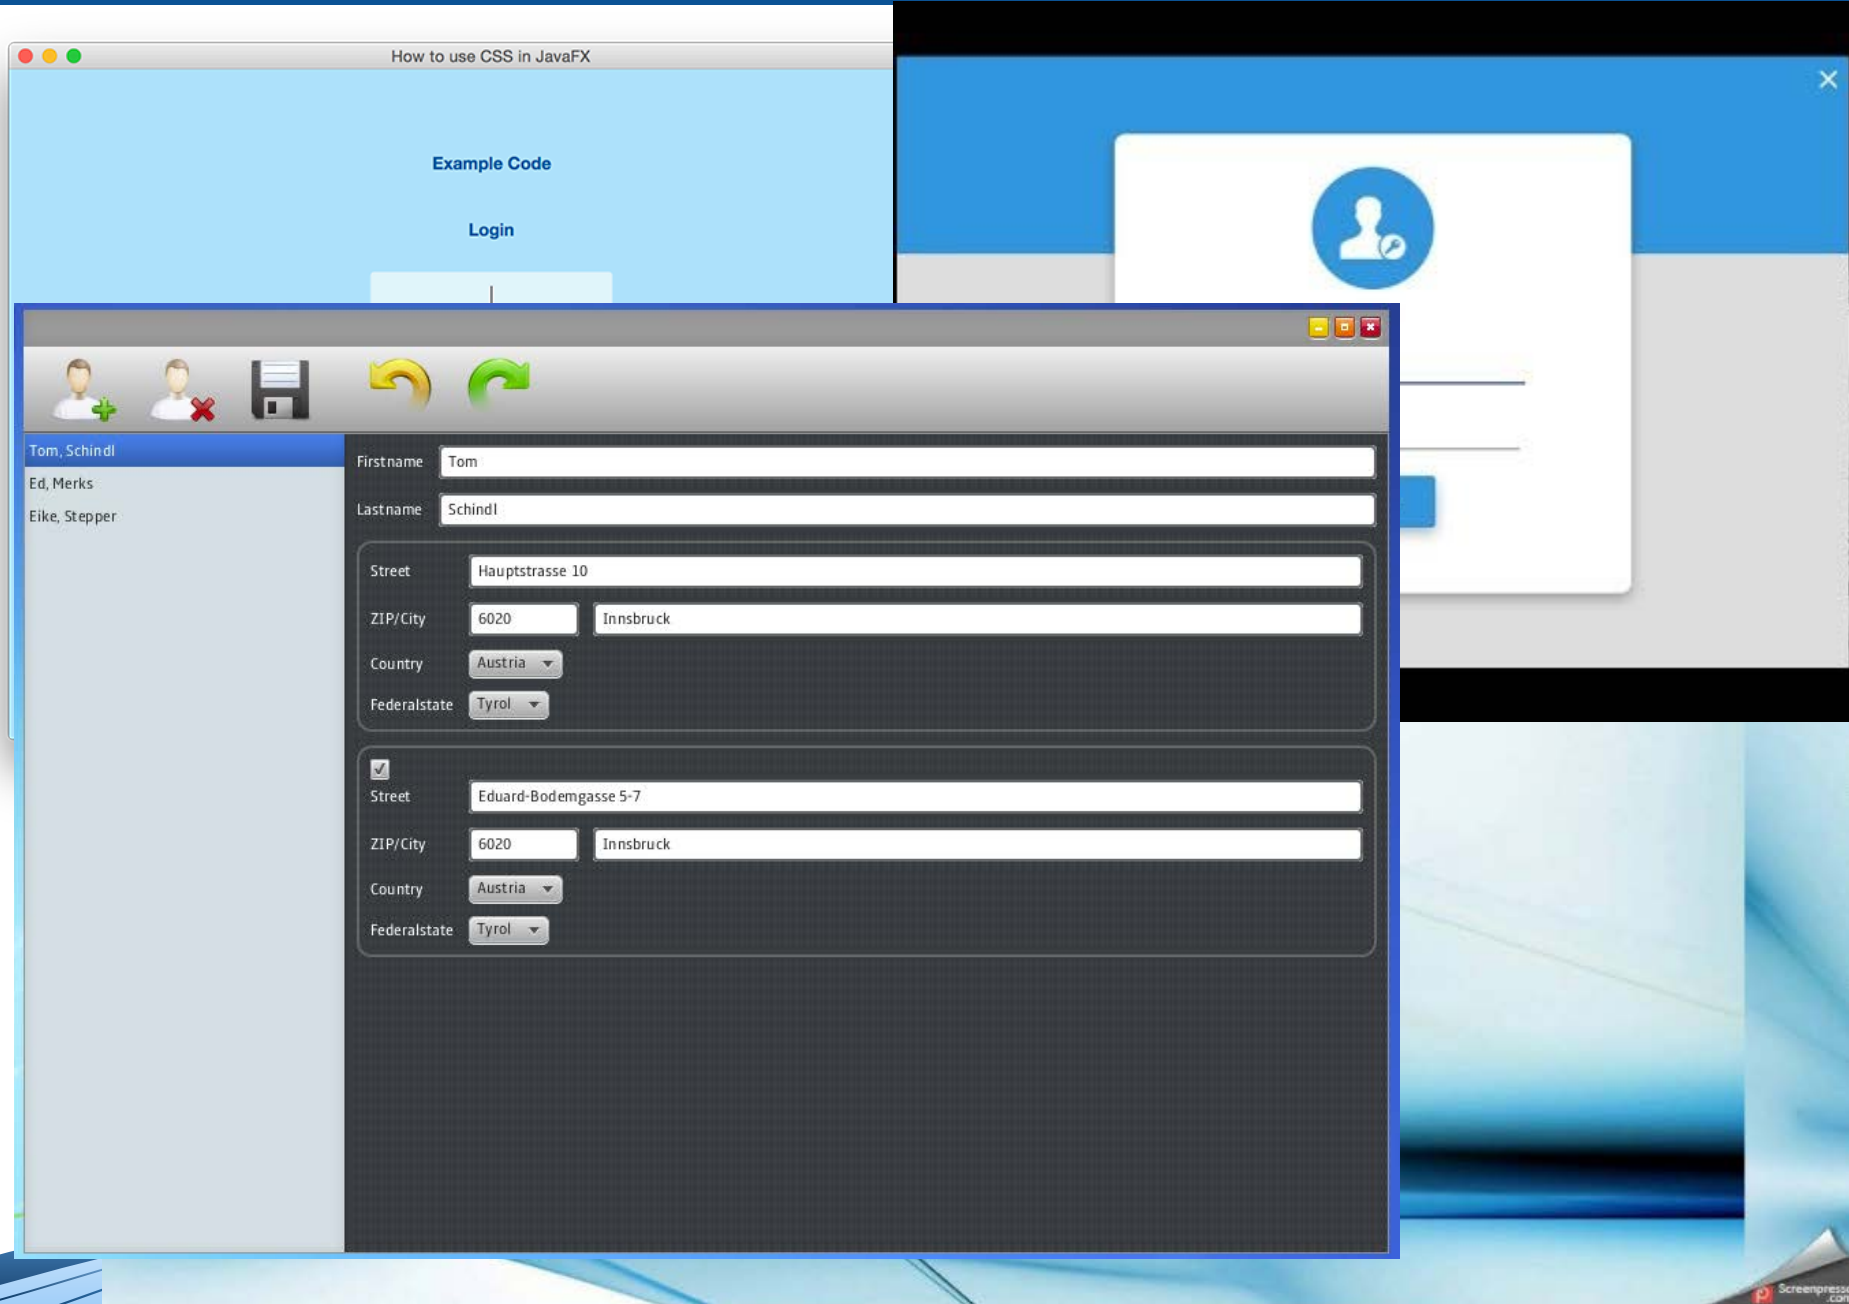 How to use CSS in JavaFX
Example Code
Login
Tom, Schindl
Ed, Merks
Eike, Stepper
Firstname Tom
Lastname Schindl
Street Hauptstrasse 10
ZIP/City 6020 Innsbruck
Country Austria
Federalstate Tyrol
Street Eduard-Bodemgasse 5-7
ZIP/City 6020 Innsbruck
Country Austria
Federalstate Tyrol
Screenpresso
.com